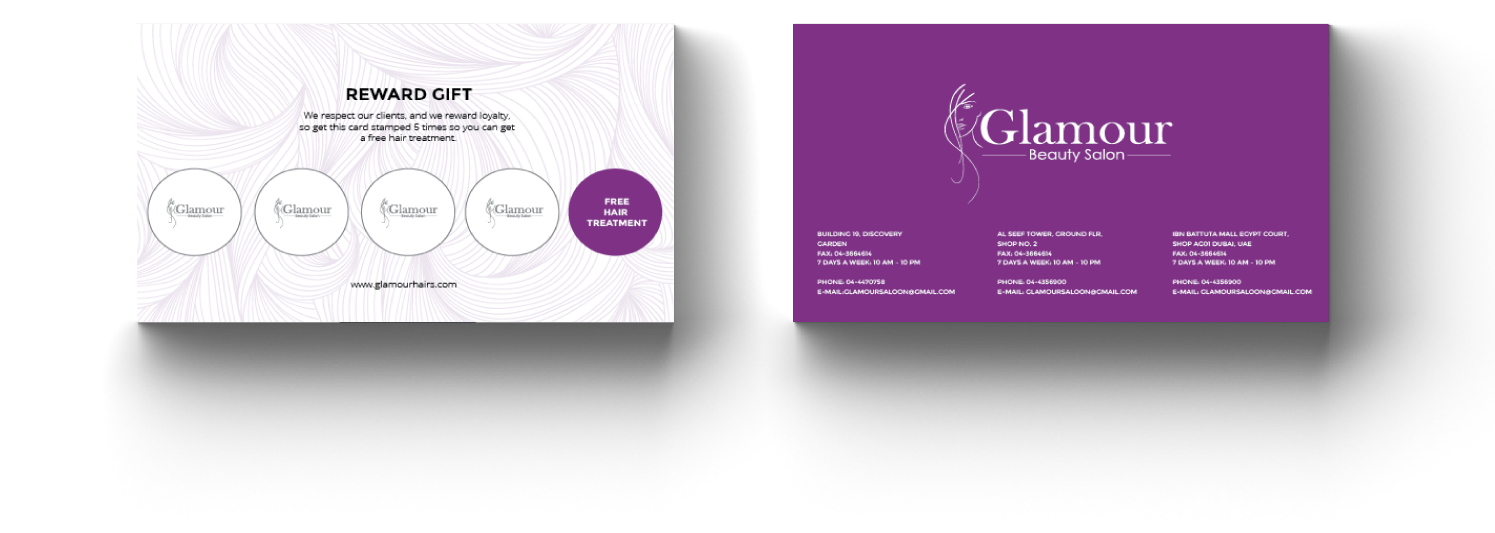 REWARD GIFT
We respect our clients, and we reward loyalty,
so get this card stamped 5 times so you can get
a free hair treatment.
Glamour
Beauty Salon
Glamour
Beauty Salon
Glamour
Beauty Salon
Glamour
Beauty Salon
FREE
HAIR
TREATMENT
www.glamourhairs.com
Glamour
Beauty Salon
BUILDING 19, DISCOVERY
GARDEN
FAX: 04-3664614
7 DAYS A WEEK: 10 AM - 10 PM
PHONE: 04-4470758
E-MAIL:GLAMOURSALOON@GMAIL.COM
AL SEEF TOWER, GROUND FLR,
SHOP NO. 2
FAX: 04-3664614
7 DAYS A WEEK: 10 AM - 10 PM
PHONE: 04-4356900
E-MAIL: GLAMOURSALOON@GMAIL.COM
IBN BATTUTA MALL EGYPT COURT,
SHOP AG01 DUBAI, UAE
FAX: 04-3664614
7 DAYS A WEEK: 10 AM - 10 PM
PHONE: 04-4356900
E-MAIL: GLAMOURSALOON@GMAIL.COM